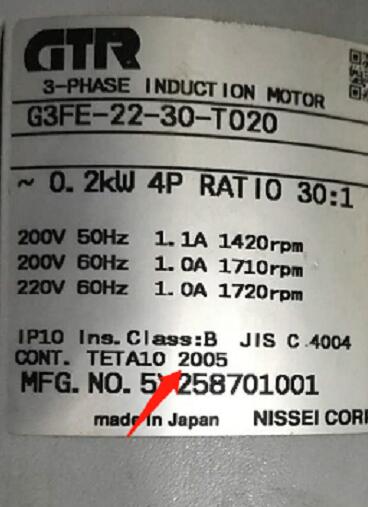 GTR
3-PHASE INDUCTION MOTOR
G3FE-22-30-T020
~ 0.2kW 4P RATIO 30:1
200V 50Hz 1.1A 1420rpm
200V 60Hz 1.0A 1710rpm
220V 60Hz 1.0A 1720rpm
IP10 Ins.Class:B JIS C 4004
CONT. TETA10 2005
MFG. NO.
made in Japan NISSEI